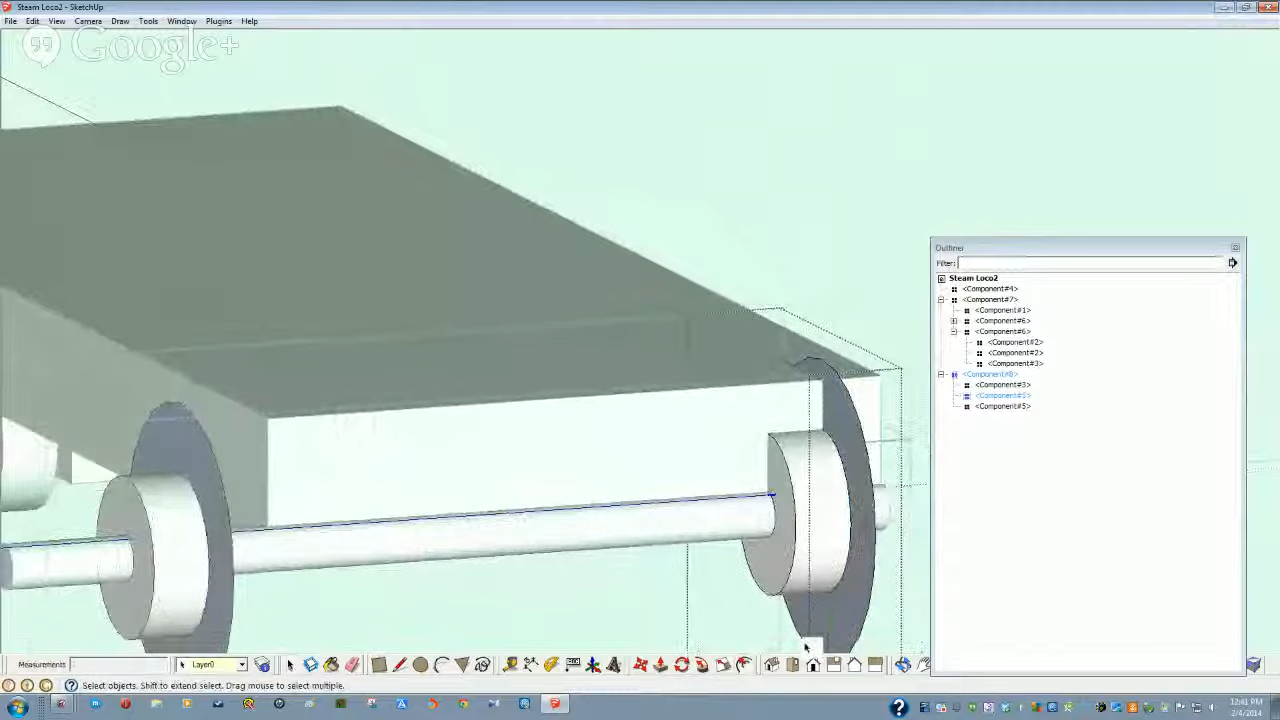 Steam Loco2 - SketchUp
File Edit View Camera Draw Tools Window Plugins Help
Google+
Outliner
Filter:
Steam Loco2
<Component#4>
<Component#7>
<Component#1>
<Component#6>
<Component#6>
<Component#2>
<Component#2>
<Component#3>
<Component#8>
<Component#3>
<Component#5>
<Component#5>
Measurements
Layer0
Select objects. Shift to extend select. Drag mouse to select multiple.
12:41 PM
2/4/2014